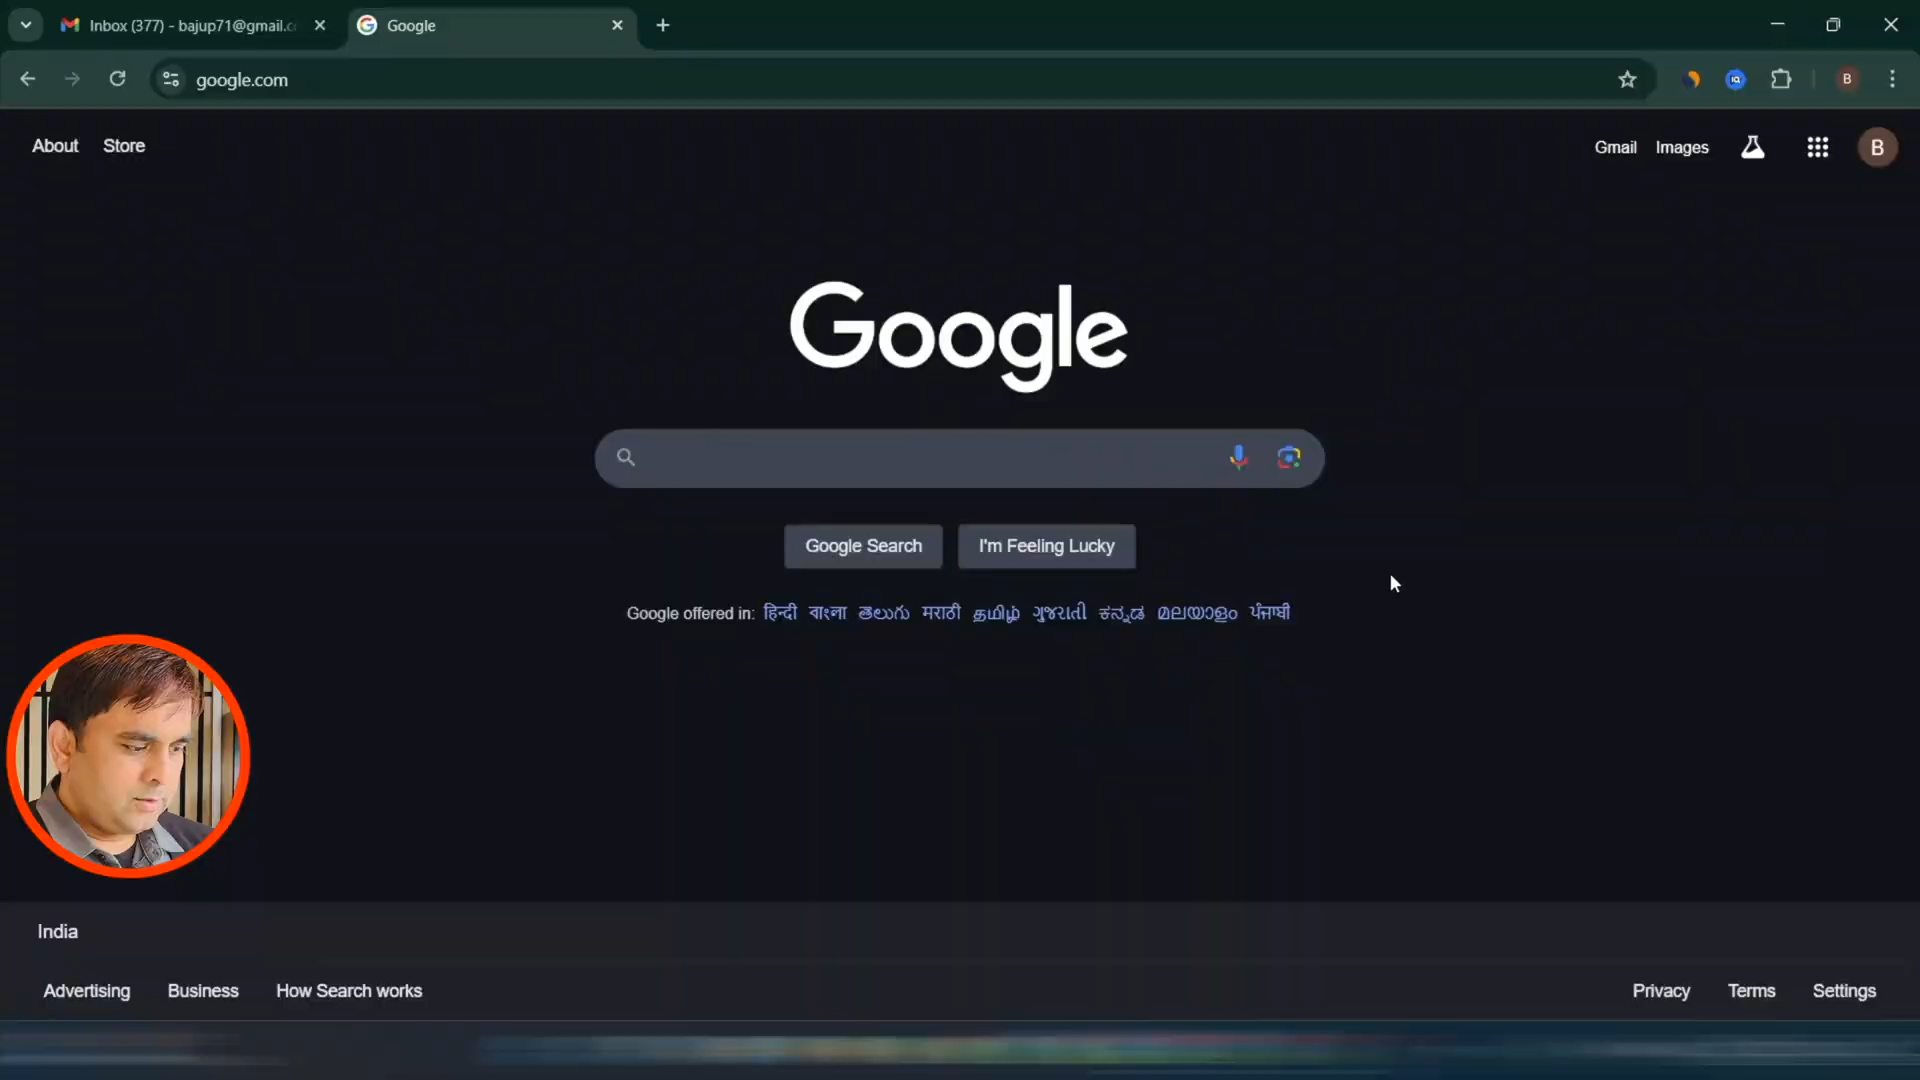 Inbox (377) - bajup71@gmail.c
Google
google.com
B
About Store
Gmail Images
B
Google
Google Search
I'm Feeling Lucky
Google offered in: हिन्दी বাংলা తెలుగు मराठी தமிழ் ગુજરાતી ಕನ್ನಡ മലയാളം ਪੰਜਾਬੀ
India
Advertising Business How Search works
Privacy Terms Settings